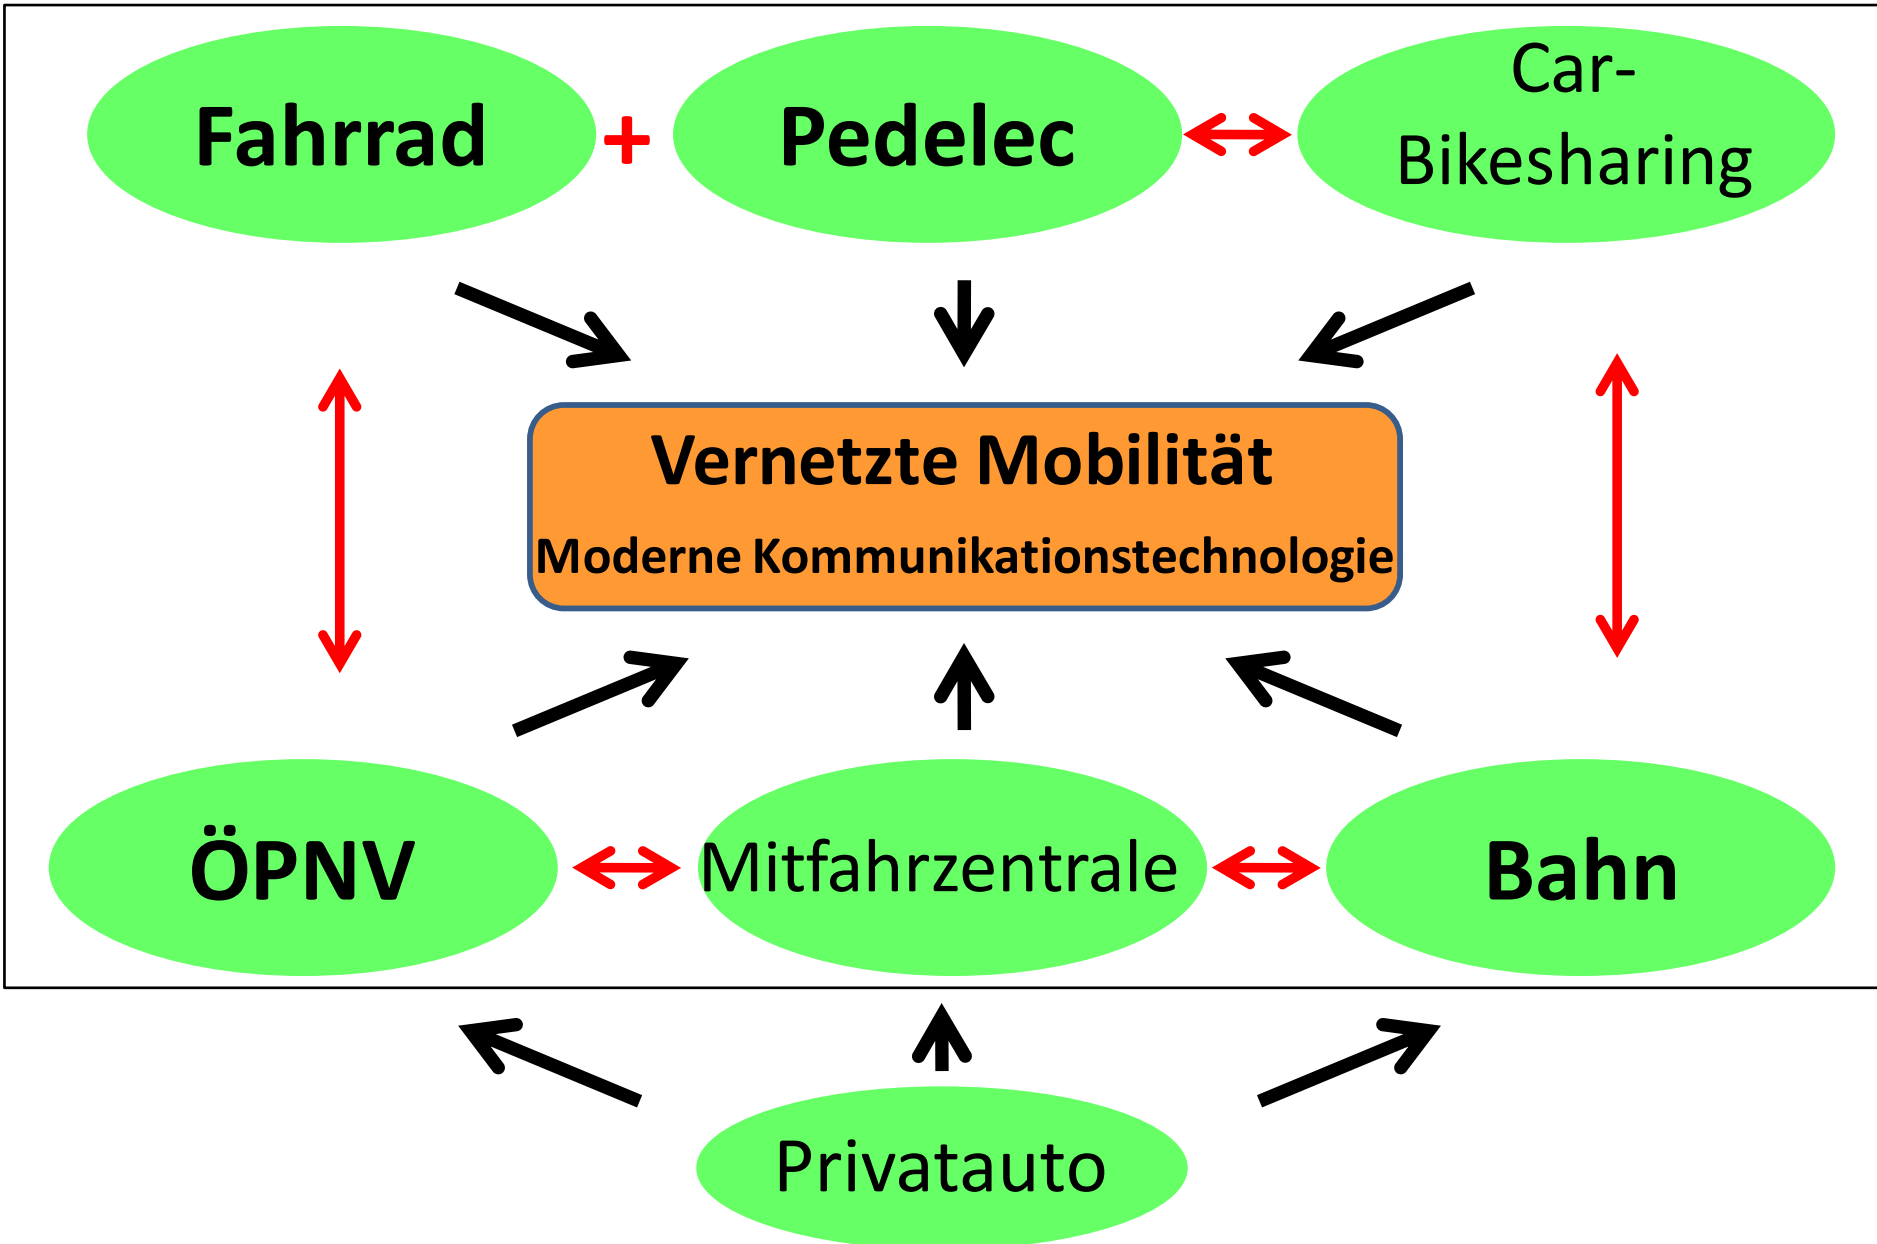 Fahrrad + Pedelec
Car-
Bikesharing
Vernetzte Mobilität
Moderne Kommunikationstechnologie
ÖPNV
Mitfahrzentrale
Bahn
Privatauto